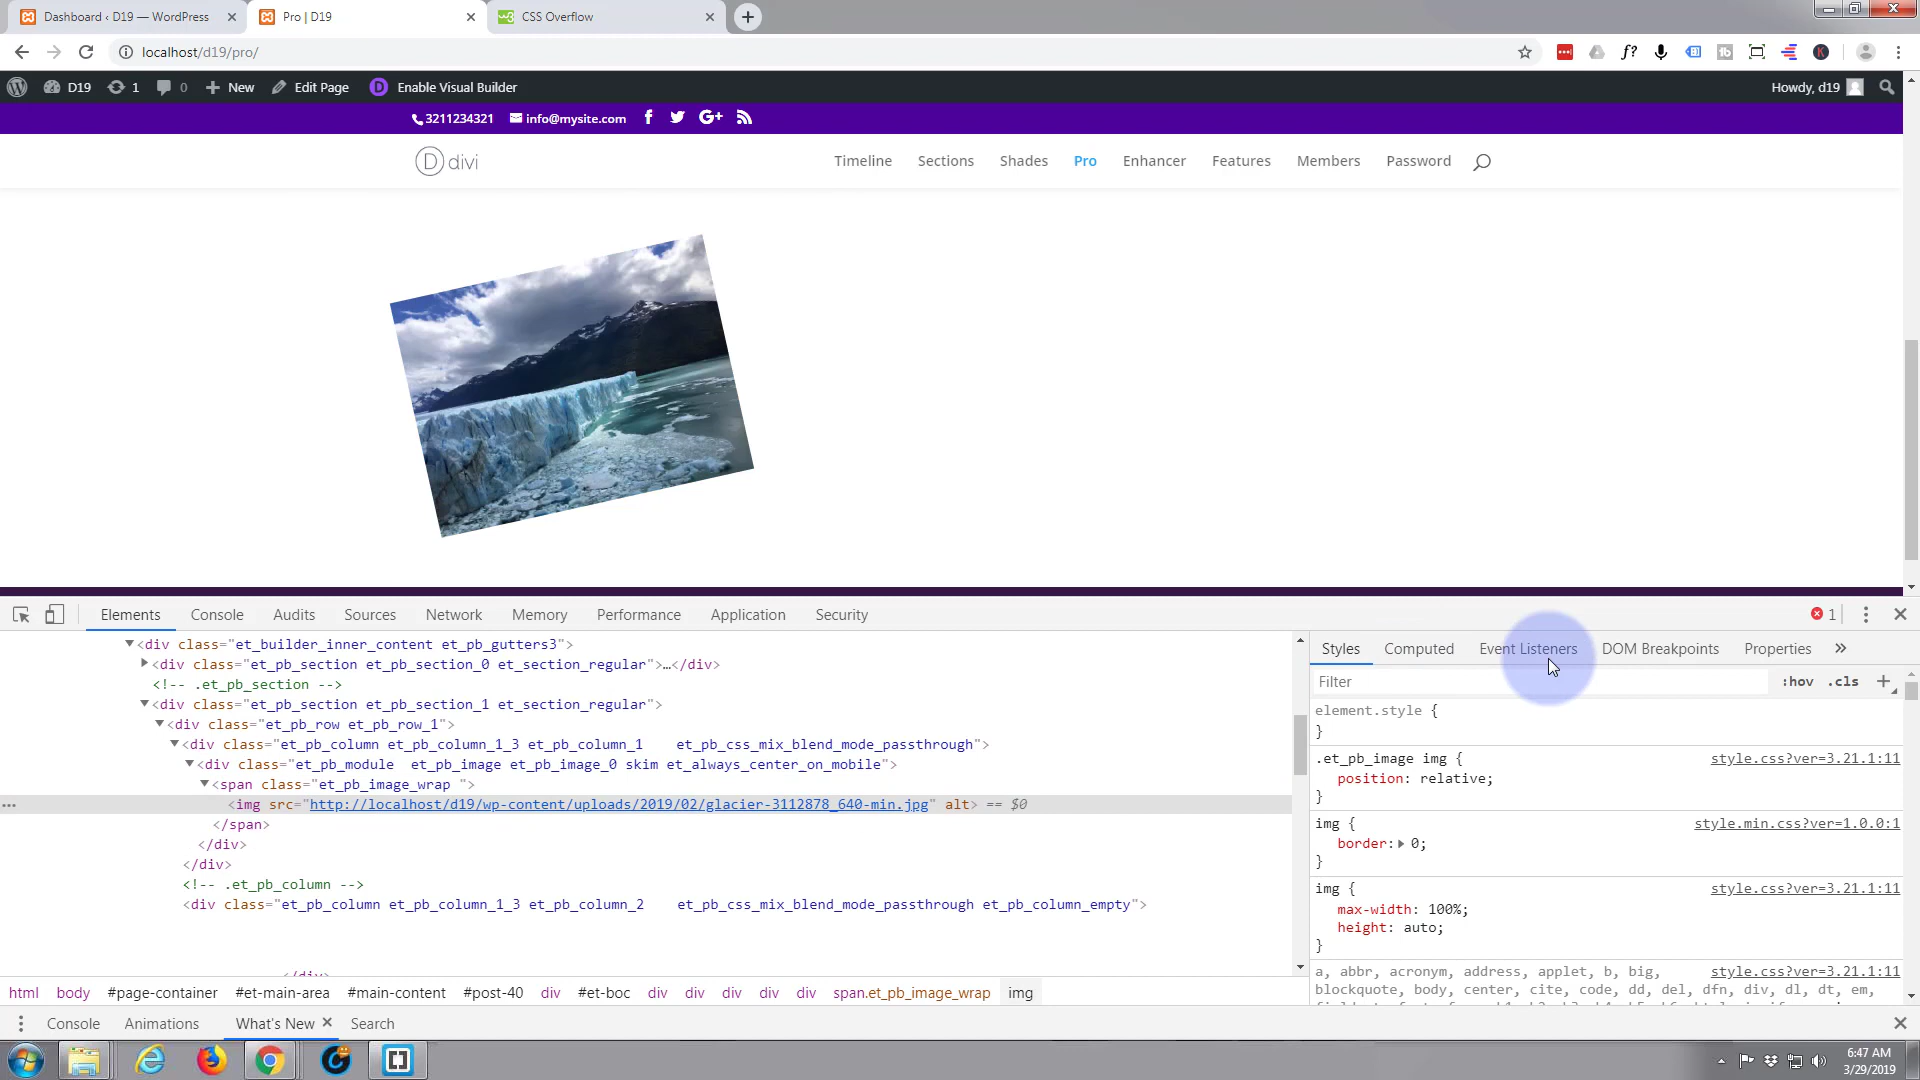 Dashboard ‹ D19 — WordPress
Pro | D19
CSS Overflow
localhost/d19/pro/
D19 1 0 New Edit Page Enable Visual Builder
Howdy, d19
3211234321 info@mysite.com
divi
Timeline Sections Shades Pro Enhancer Features Members Password
Elements Console Audits Sources Network Memory Performance Application Security
1
<div class="et_builder_inner_content et_pb_gutters3">
<div class="et_pb_section et_pb_section_0 et_section_regular">…</div>
<!-- .et_pb_section -->
<div class="et_pb_section et_pb_section_1 et_section_regular">
<div class="et_pb_row et_pb_row_1">
<div class="et_pb_column et_pb_column_1_3 et_pb_column_1    et_pb_css_mix_blend_mode_passthrough">
<div class="et_pb_module  et_pb_image et_pb_image_0 skim et_always_center_on_mobile">
<span class="et_pb_image_wrap ">
<img src="http://localhost/d19/wp-content/uploads/2019/02/glacier-3112878_640-min.jpg" alt> == $0
</span>
</div>
</div>
<!-- .et_pb_column -->
<div class="et_pb_column et_pb_column_1_3 et_pb_column_2    et_pb_css_mix_blend_mode_passthrough et_pb_column_empty">
</div>
html body #page-container #et-main-area #main-content #post-40 div #et-boc div div div div div span.et_pb_image_wrap img
Styles Computed Event Listeners DOM Breakpoints Properties »
Filter
:hov .cls +
element.style {
}
.et_pb_image img { style.css?ver=3.21.1:11
position: relative;
}
img { style.min.css?ver=1.0.0:1
border: 0;
}
img { style.css?ver=3.21.1:11
max-width: 100%;
height: auto;
}
a, abbr, acronym, address, applet, b, big, style.css?ver=3.21.1:11
blockquote, body, center, cite, code, dd, del, dfn, div, dl, dt, em,
Console Animations What's New Search
6:47 AM
3/29/2019